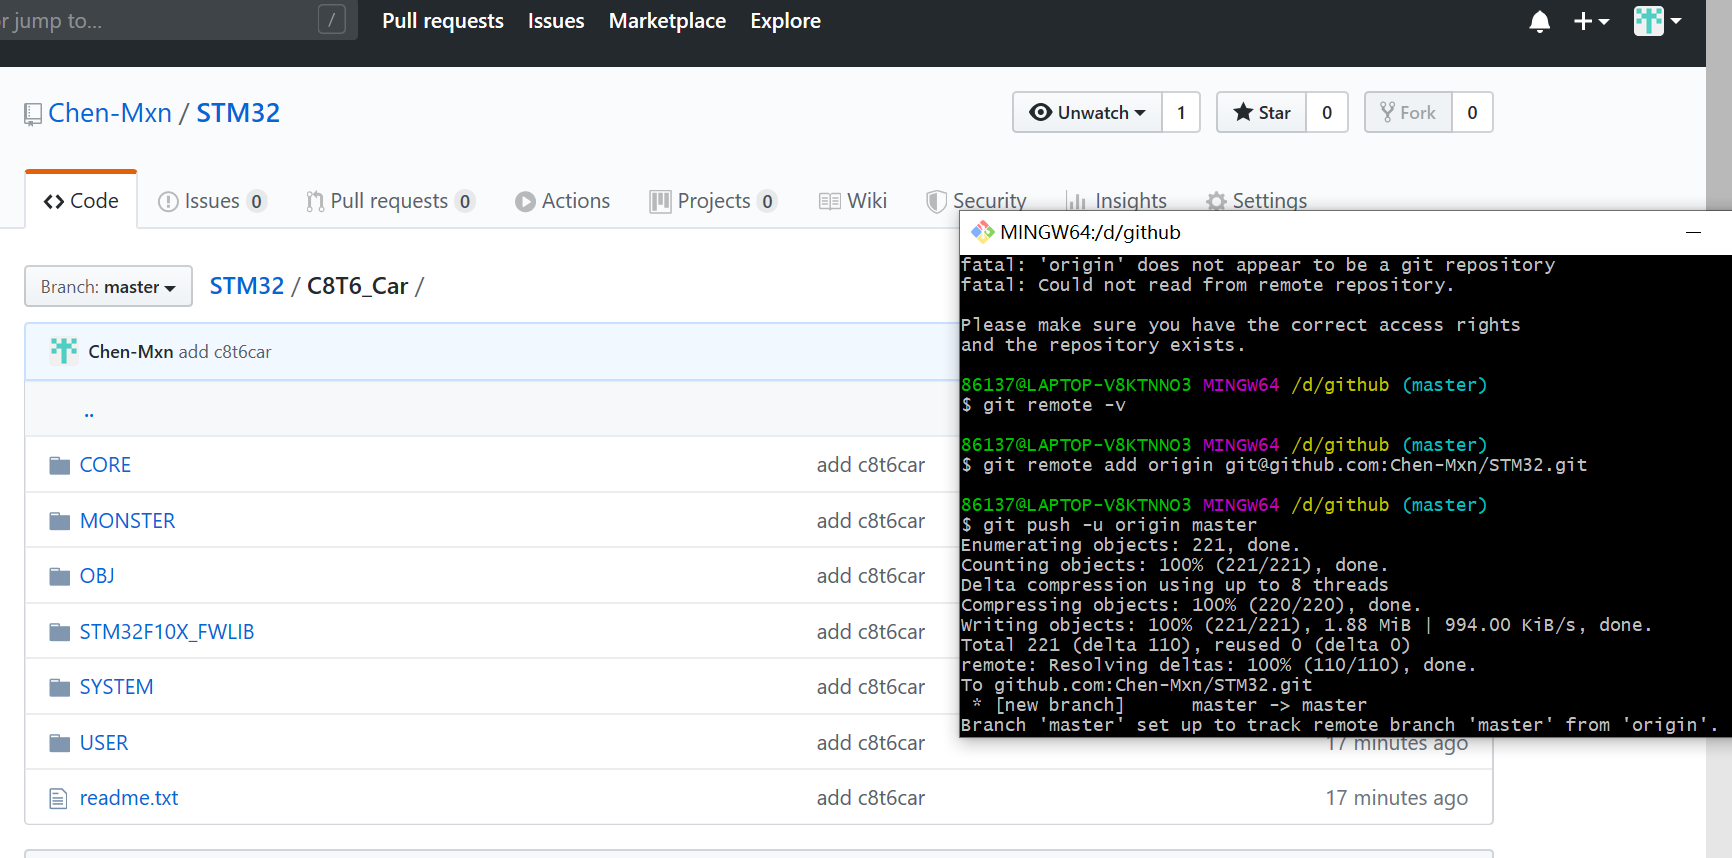 r jump to...
/
Pull requests Issues Marketplace Explore
Chen-Mxn / STM32
Unwatch 1
Star 0
Fork 0
Code
Issues 0
Pull requests 0
Actions
Projects 0
Wiki
Security
Insights
Settings
Branch: master
STM32 / C8T6_Car /
Chen-Mxn add c8t6car
..
CORE add c8t6car
MONSTER add c8t6car
OBJ add c8t6car
STM32F10X_FWLIB add c8t6car
SYSTEM add c8t6car
USER add c8t6car 17 minutes ago
readme.txt add c8t6car 17 minutes ago
MINGW64:/d/github
fatal: 'origin' does not appear to be a git repository
fatal: Could not read from remote repository.
Please make sure you have the correct access rights
and the repository exists.
86137@LAPTOP-V8KTNNO3 MINGW64 /d/github (master)
$ git remote -v
86137@LAPTOP-V8KTNNO3 MINGW64 /d/github (master)
$ git remote add origin git@github.com:Chen-Mxn/STM32.git
86137@LAPTOP-V8KTNNO3 MINGW64 /d/github (master)
$ git push -u origin master
Enumerating objects: 221, done.
Counting objects: 100% (221/221), done.
Delta compression using up to 8 threads
Compressing objects: 100% (220/220), done.
Writing objects: 100% (221/221), 1.88 MiB | 994.00 KiB/s, done.
Total 221 (delta 110), reused 0 (delta 0)
remote: Resolving deltas: 100% (110/110), done.
To github.com:Chen-Mxn/STM32.git
 * [new branch]      master -> master
Branch 'master' set up to track remote branch 'master' from 'origin'.